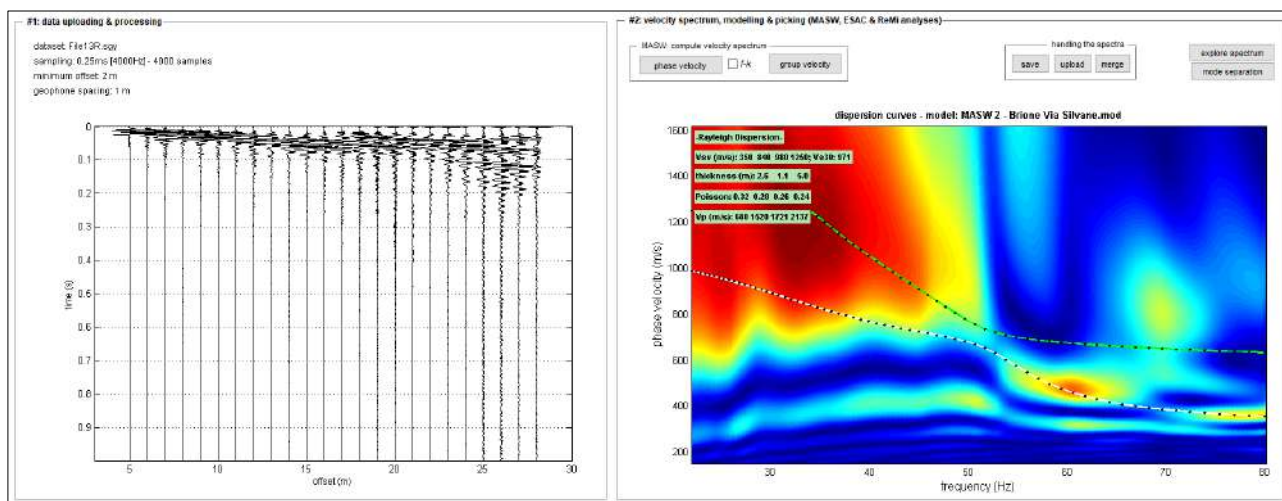 #1: data uploading & processing
dataset: File13R.sgy
sampling: 0.25ms [4000Hz] - 4000 samples
minimum offset: 2 m
geophone spacing: 1 m
0
0.1
0.2
0.3
0.4
0.5
0.6
0.7
0.8
0.9
time (s)
5 10 15 20 25 30
offset (m)
#2: velocity spectrum, modelling & picking (MASW, ESAC & ReMi analyses)
MASW: compute velocity spectrum
phase velocity
f-k
group velocity
handling the spectra
save
upload
merge
explore spectrum
mode separation
dispersion curves - model: MASW 2 - Brione Via Silvane.mod
-Rayleigh Dispersion-
Vsv (m/s): 350 840 980 1250; Vs30: 971
thickness (m): 2.6 1.1 5.0
Poisson: 0.32 0.28 0.26 0.24
Vp (m/s): 680 1520 1721 2137
1600
1400
1200
1000
800
600
400
200
phase velocity (m/s)
30 40 50 60 70 80
frequency (Hz)